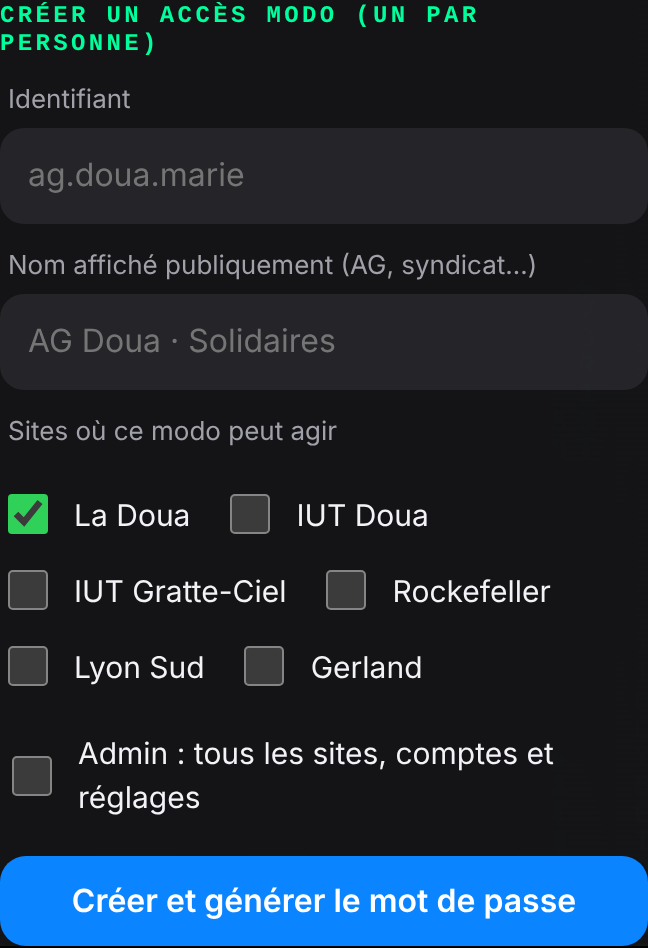 CRÉER UN ACCÈS MODO (UN PAR
PERSONNE)
Identifiant
ag.doua.marie
Nom affiché publiquement (AG, syndicat…)
AG Doua · Solidaires
Sites où ce modo peut agir
La Doua IUT Doua
IUT Gratte-Ciel Rockefeller
Lyon Sud Gerland
Admin : tous les sites, comptes et
réglages
Créer et générer le mot de passe